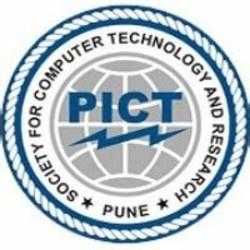 SOCIETY FOR COMPUTER TECHNOLOGY AND RESEARCH
PICT
★ PUNE ★